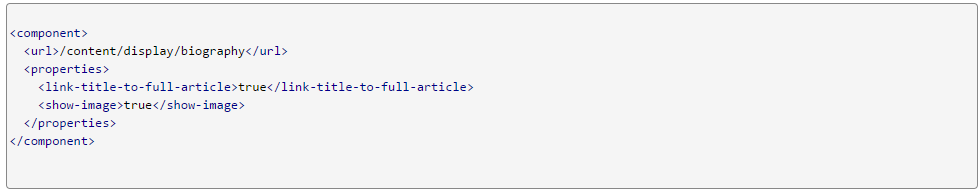 <component>
  <url>/content/display/biography</url>
  <properties>
    <link-title-to-full-article>true</link-title-to-full-article>
    <show-image>true</show-image>
  </properties>
</component>